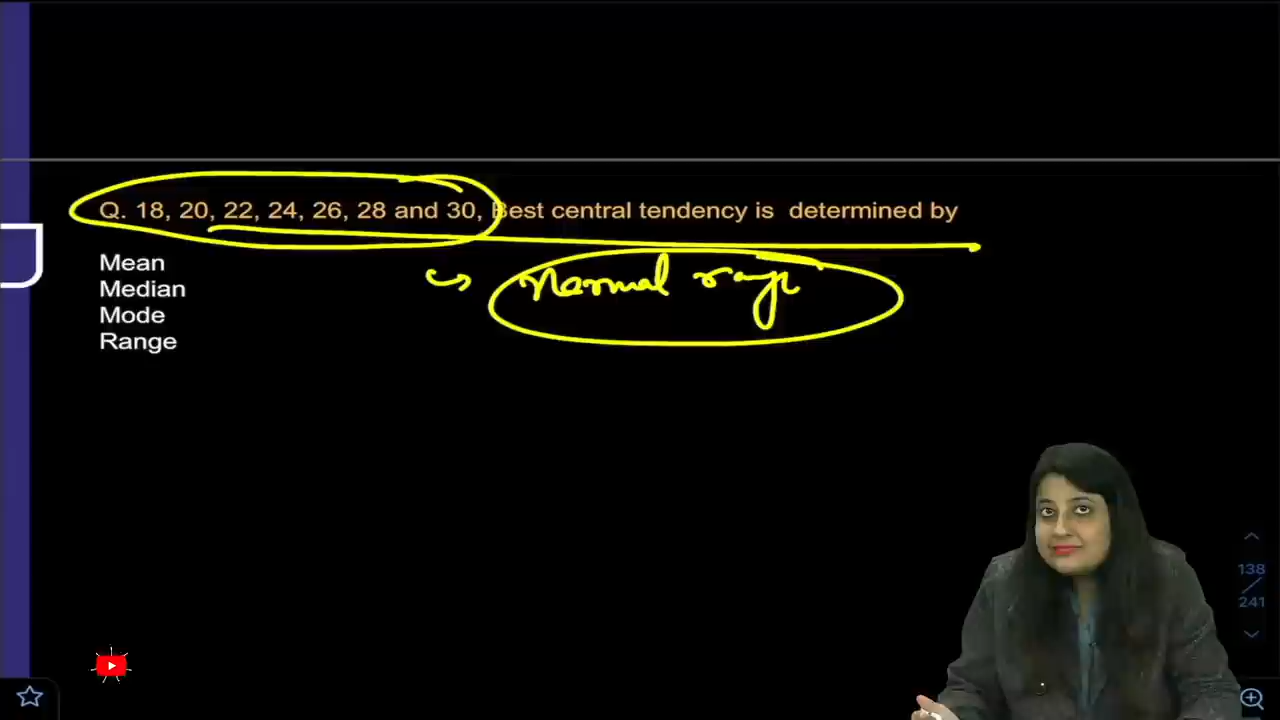 Q. 18, 20, 22, 24, 26, 28 and 30, Best central tendency is determined by
Mean
Median
Mode
Range
Normal range
138
241